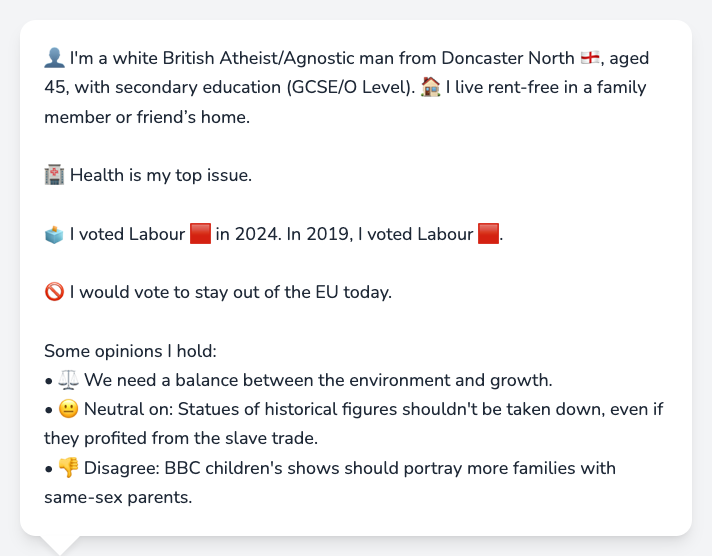 👤 I'm a white British Atheist/Agnostic man from Doncaster North 🏴󠁧󠁢󠁥󠁮󠁧󠁿, aged
45, with secondary education (GCSE/O Level). 🏠 I live rent-free in a family
member or friend’s home.
🏥 Health is my top issue.
🗳️ I voted Labour 🟥 in 2024. In 2019, I voted Labour 🟥.
🚫 I would vote to stay out of the EU today.
Some opinions I hold:
• ⚖️ We need a balance between the environment and growth.
• 😐 Neutral on: Statues of historical figures shouldn't be taken down, even if
they profited from the slave trade.
• 👎 Disagree: BBC children's shows should portray more families with
same-sex parents.